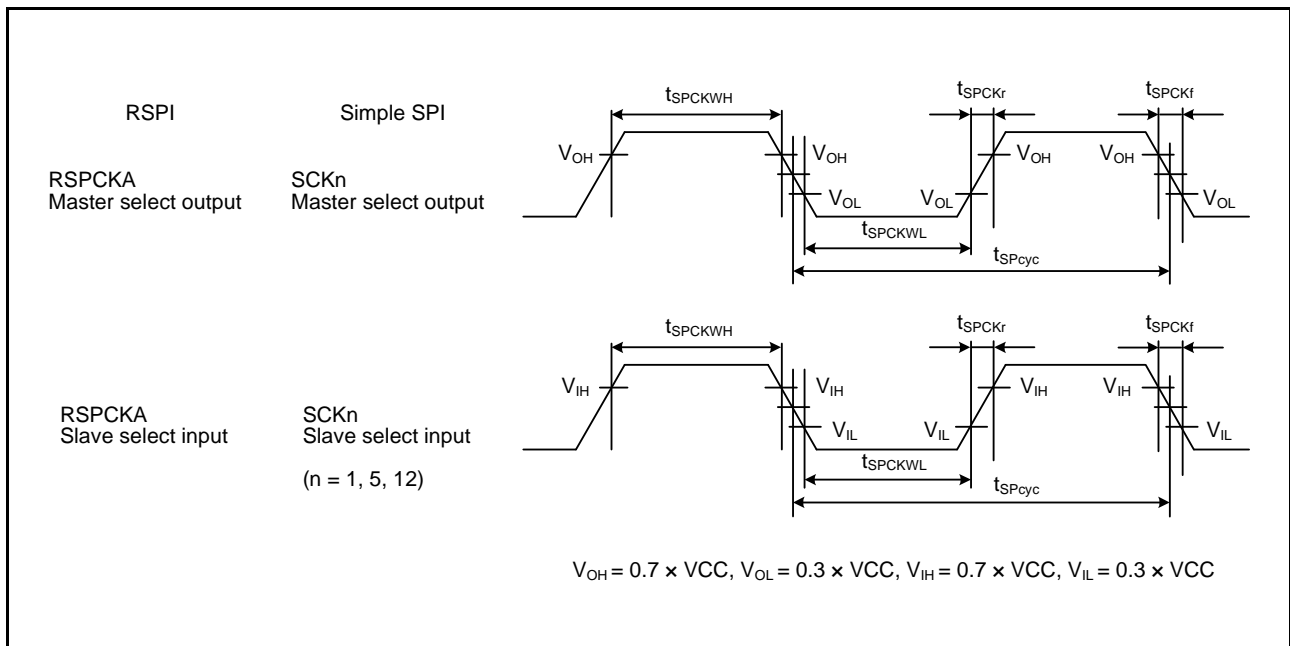 RSPI
Simple SPI
tSPCKWH
tSPCKr
tSPCKf
VOH
VOH
VOH
VOH
RSPCKA
Master select output
SCKn
Master select output
VOL
VOL
VOL
tSPCKWL
tSPcyc
tSPCKWH
tSPCKr
tSPCKf
VIH
VIH
VIH
VIH
RSPCKA
Slave select input
SCKn
Slave select input
VIL
VIL
VIL
tSPCKWL
(n = 1, 5, 12)
tSPcyc
VOH = 0.7 × VCC, VOL = 0.3 × VCC, VIH = 0.7 × VCC, VIL = 0.3 × VCC